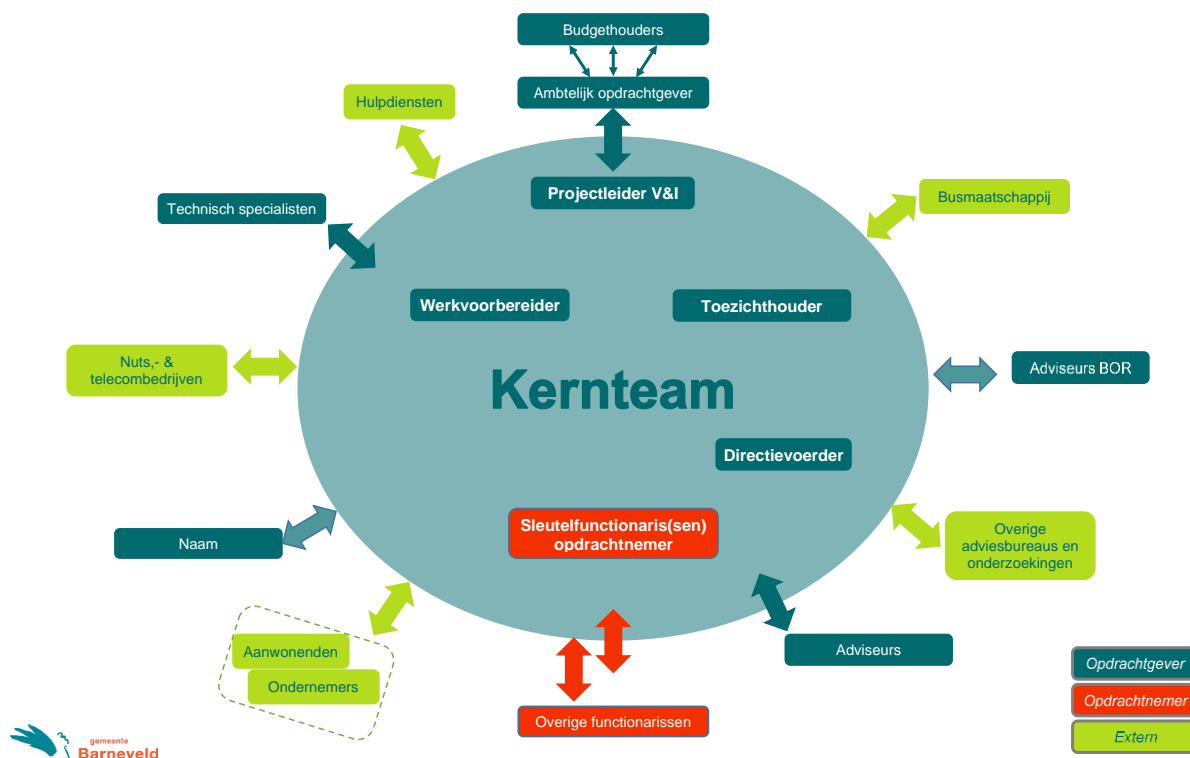 Budgethouders
Ambtelijk opdrachtgever
Hulpdiensten
Projectleider V&I
Busmaatschappij
Technisch specialisten
Werkvoorbereider
Toezichthouder
Nuts,- &
telecombedrijven
Kernteam
Adviseurs BOR
Directievoerder
Sleutelfunctionaris(sen)
opdrachtnemer
Naam
Overige
adviesbureaus en
onderzoekingen
Aanwonenden
Ondernemers
Adviseurs
Overige functionarissen
Opdrachtgever
Opdrachtnemer
Extern
gemeente
Barneveld